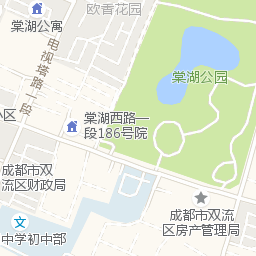 欧香花园
棠湖公寓
电视塔路一段
棠湖公园
小区
棠湖西路一
段186号院
成都市双
流区财政局
成都市双流
区房产管理局
中学初中部